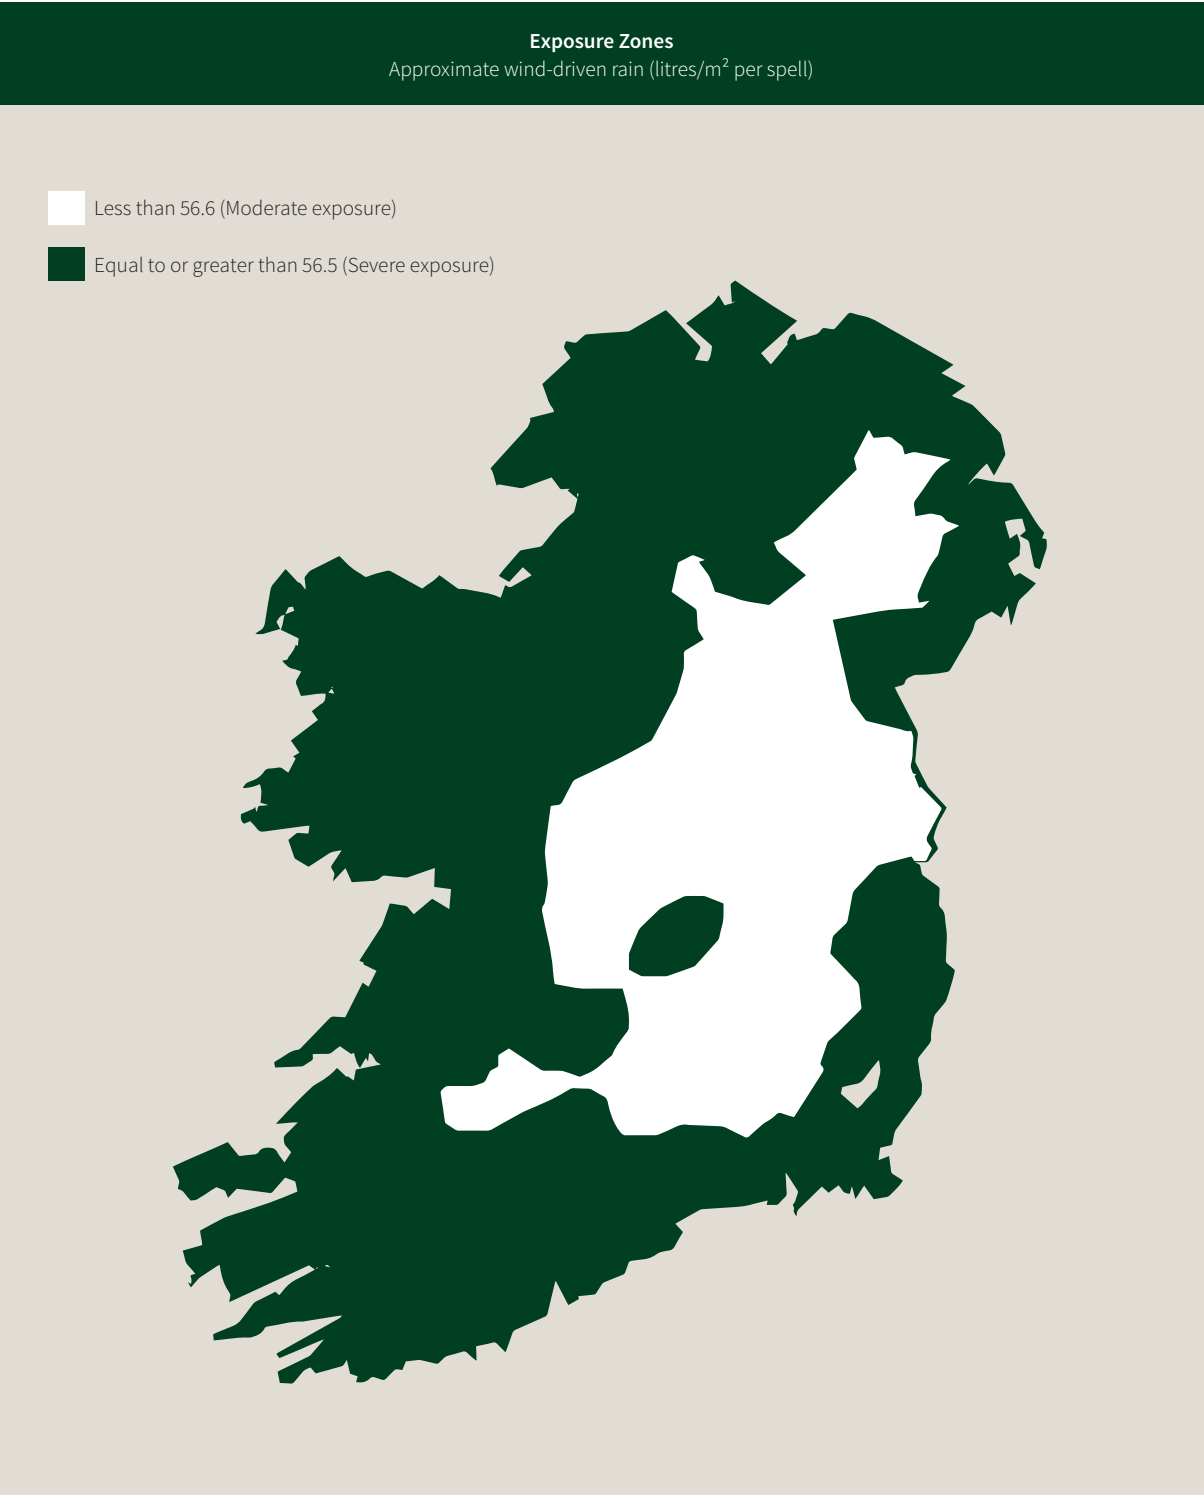 Exposure Zones
Approximate wind-driven rain (litres/m² per spell)
Less than 56.6 (Moderate exposure)
Equal to or greater than 56.5 (Severe exposure)